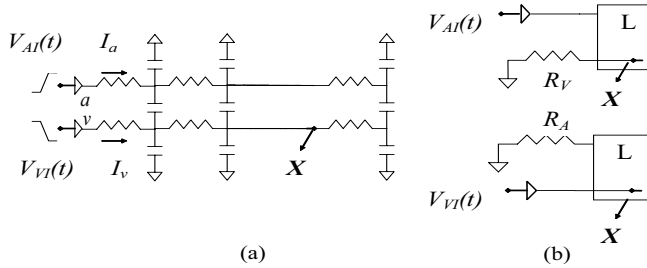 V_{AI}(t)
I_a
a
v
V_{VI}(t)
I_v
X
(a)
V_{AI}(t)
L
R_V
X
R_A
L
V_{VI}(t)
X
(b)